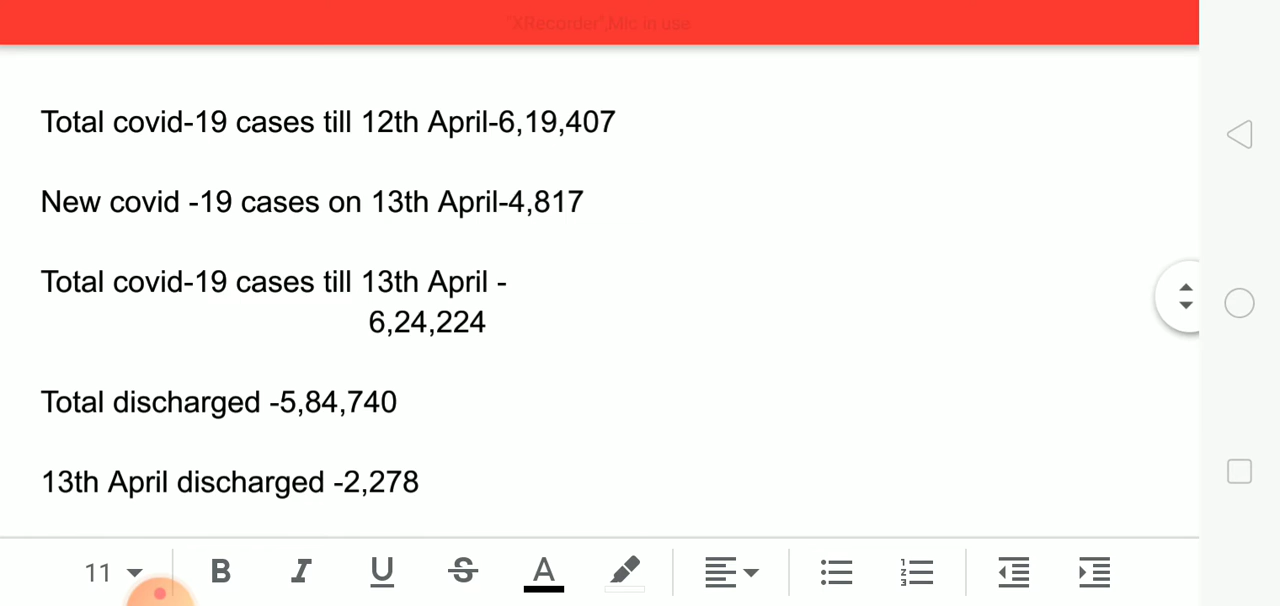 "XRecorder",Mic in use
Total covid-19 cases till 12th April-6,19,407
New covid -19 cases on 13th April-4,817
Total covid-19 cases till 13th April -
6,24,224
Total discharged -5,84,740
13th April discharged -2,278
11 B I U S A